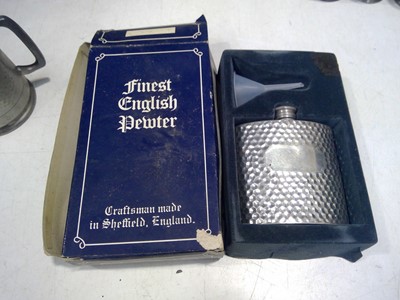 Finest
English
Pewter
Craftsman made
in Sheffield, England.